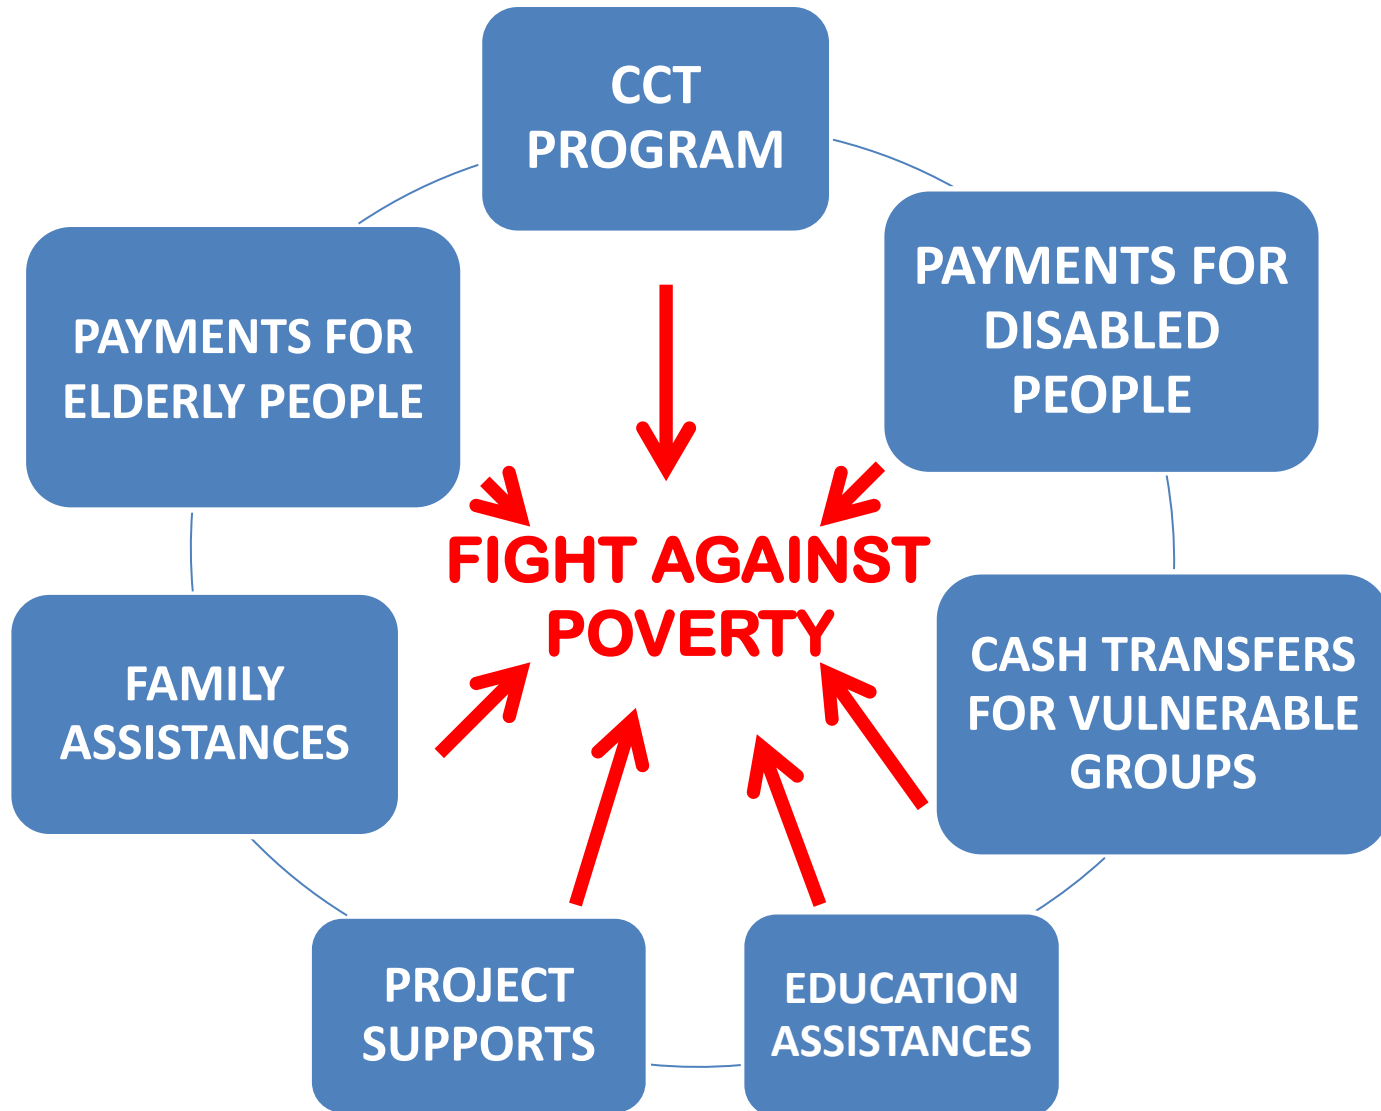 CCT
PROGRAM
PAYMENTS FOR
DISABLED
PEOPLE
CASH TRANSFERS
FOR VULNERABLE
GROUPS
EDUCATION
ASSISTANCES
PROJECT
SUPPORTS
FAMILY
ASSISTANCES
PAYMENTS FOR
ELDERLY PEOPLE
FIGHT AGAINST
POVERTY